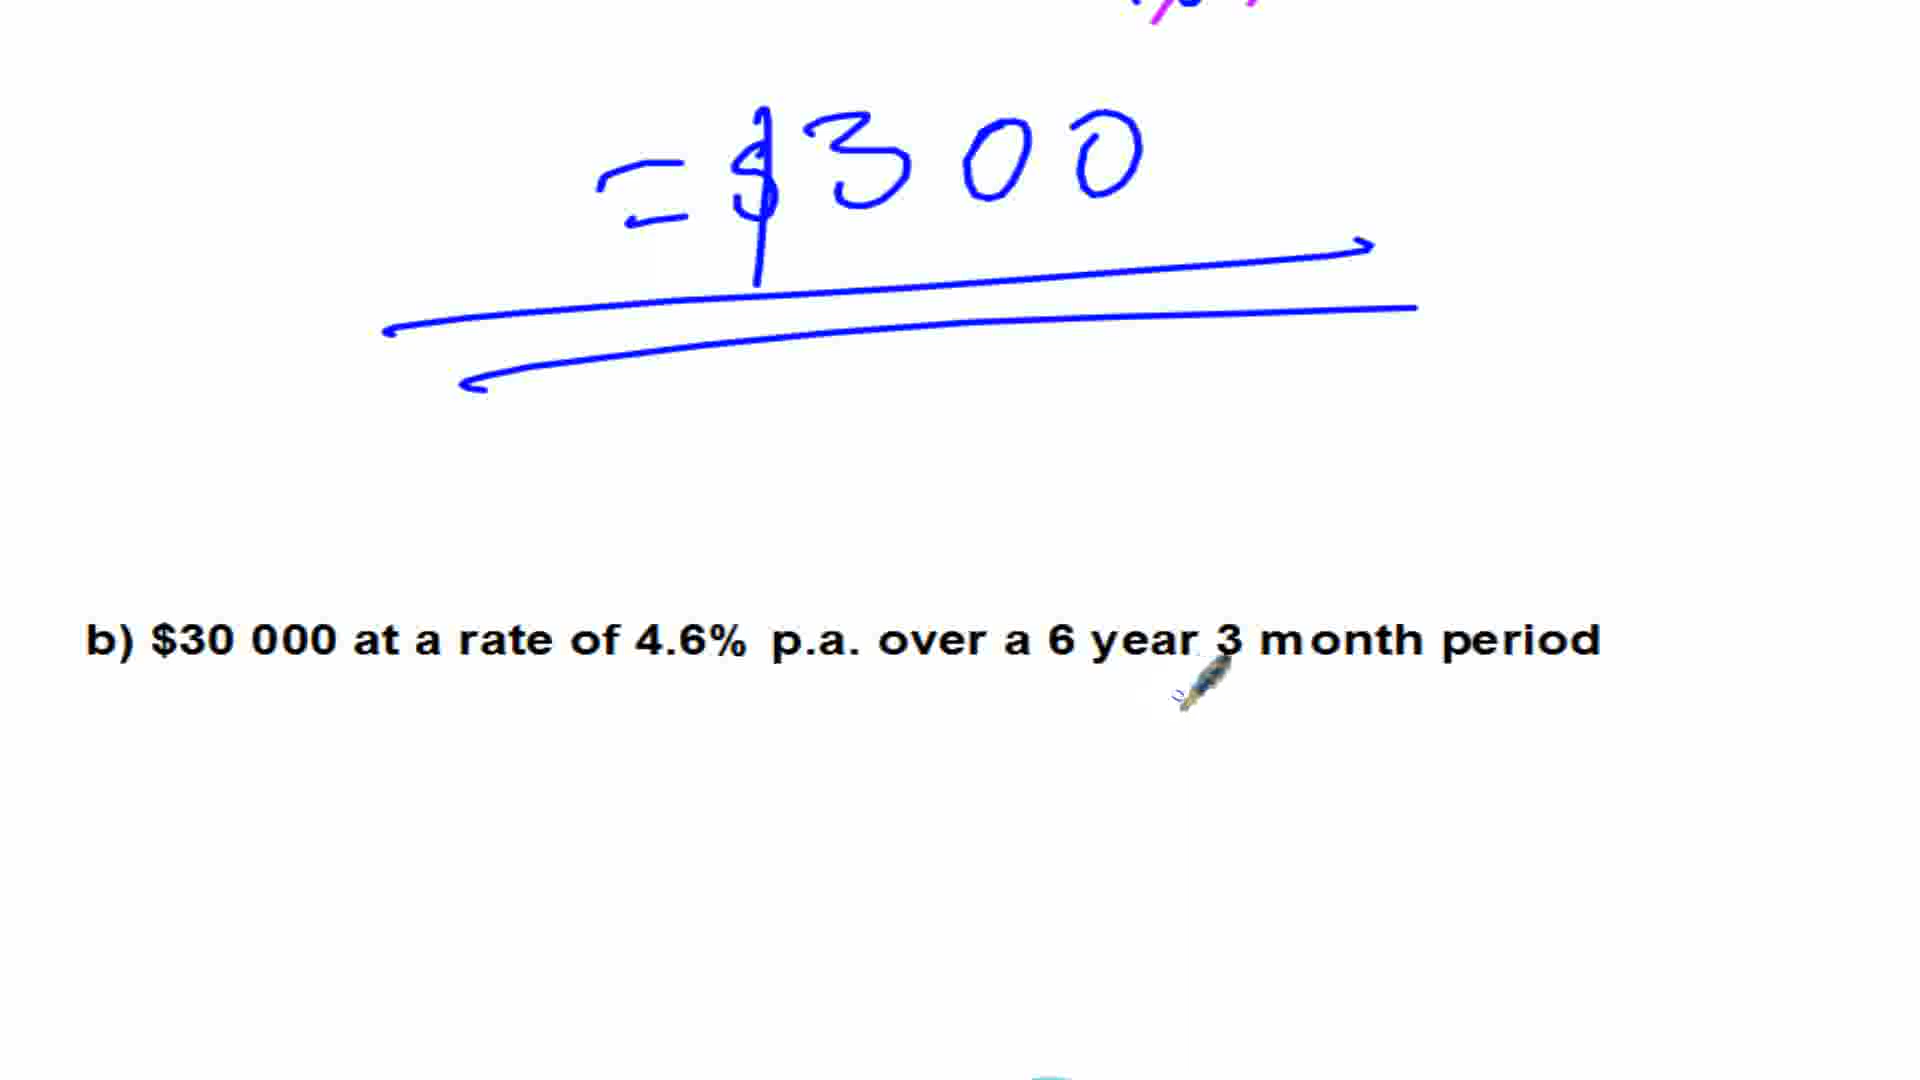 = $300
b) $30 000 at a rate of 4.6% p.a. over a 6 year 3 month period